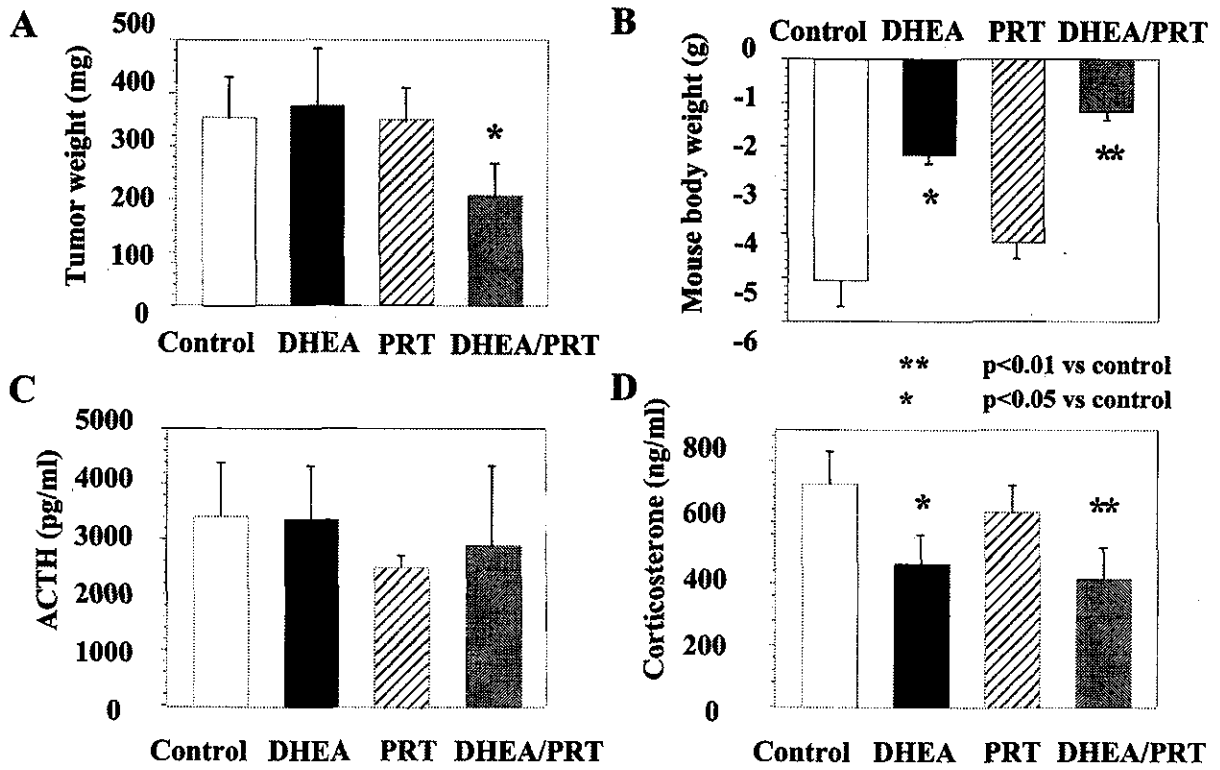 A
Tumor weight (mg)
500
400
300
200
100
0
*
Control DHEA PRT DHEA/PRT
B
Control DHEA PRT DHEA/PRT
Mouse body weight (g)
0
-1
-2
-3
-4
-5
-6
*
**
** p<0.01 vs control
* p<0.05 vs control
C
ACTH (pg/ml)
5000
4000
3000
2000
1000
0
Control DHEA PRT DHEA/PRT
D
Corticosterone (ng/ml)
800
600
400
200
0
*
**
Control DHEA PRT DHEA/PRT